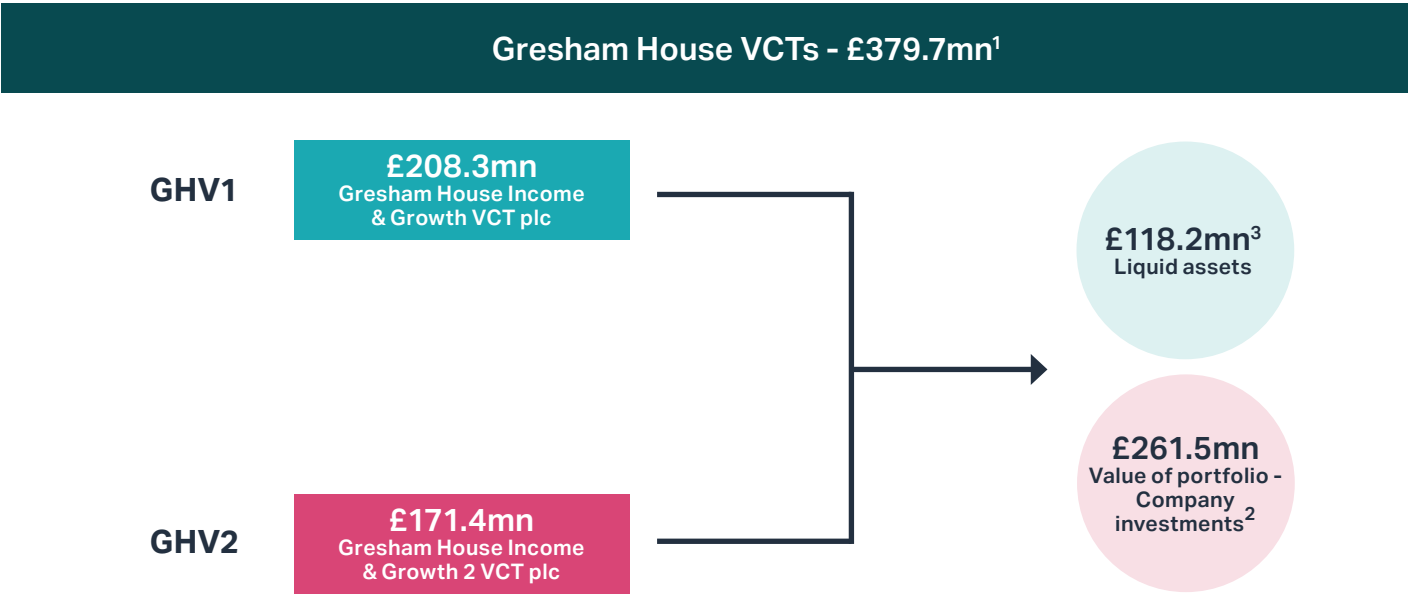 Gresham House VCTs - £379.7mn¹
GHV1
£208.3mn
Gresham House Income
& Growth VCT plc
£118.2mn³
Liquid assets
£261.5mn
Value of portfolio -
Company
investments²
GHV2
£171.4mn
Gresham House Income
& Growth 2 VCT plc